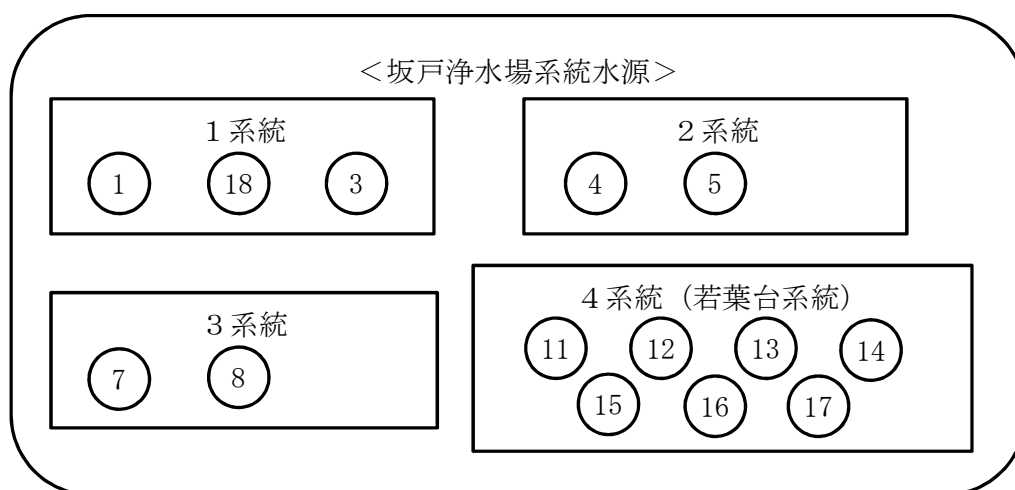 ＜坂戸浄水場系統水源＞
１系統
1 18 3
２系統
4 5
３系統
7 8
４系統（若葉台系統）
11 12 13 14
15 16 17